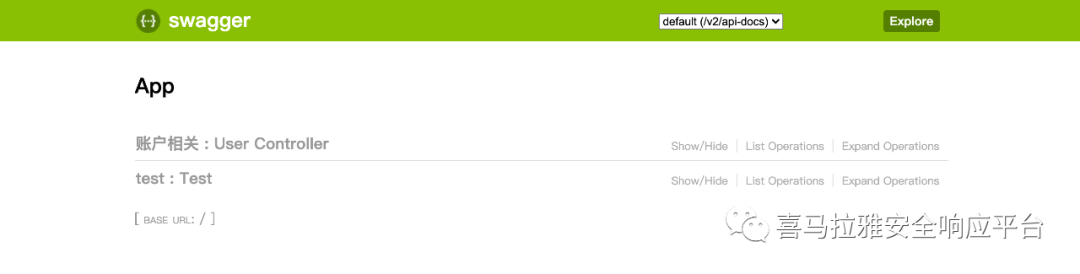 swagger default (/v2/api-docs) Explore
App
账户相关 : User Controller Show/Hide List Operations Expand Operations
test : Test Show/Hide List Operations Expand Operations
[ BASE URL: / ]
喜马拉雅安全响应平台